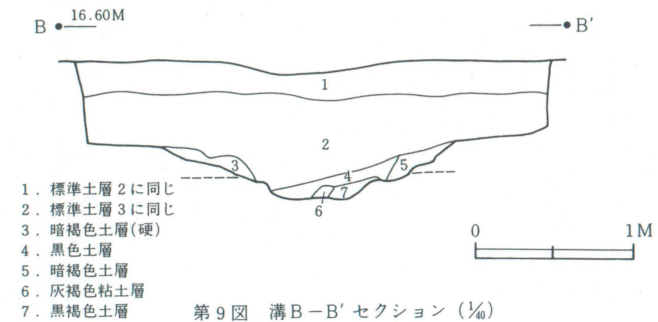 B 16.60M B′
1
2
3
4
5
6
7
1．標準土層2に同じ
2．標準土層3に同じ
3．暗褐色土層(硬)
4．黒色土層
5．暗褐色土層
6．灰褐色粘土層
7．黒褐色土層
0 1M
第9図 溝B－B′セクション (1/40)